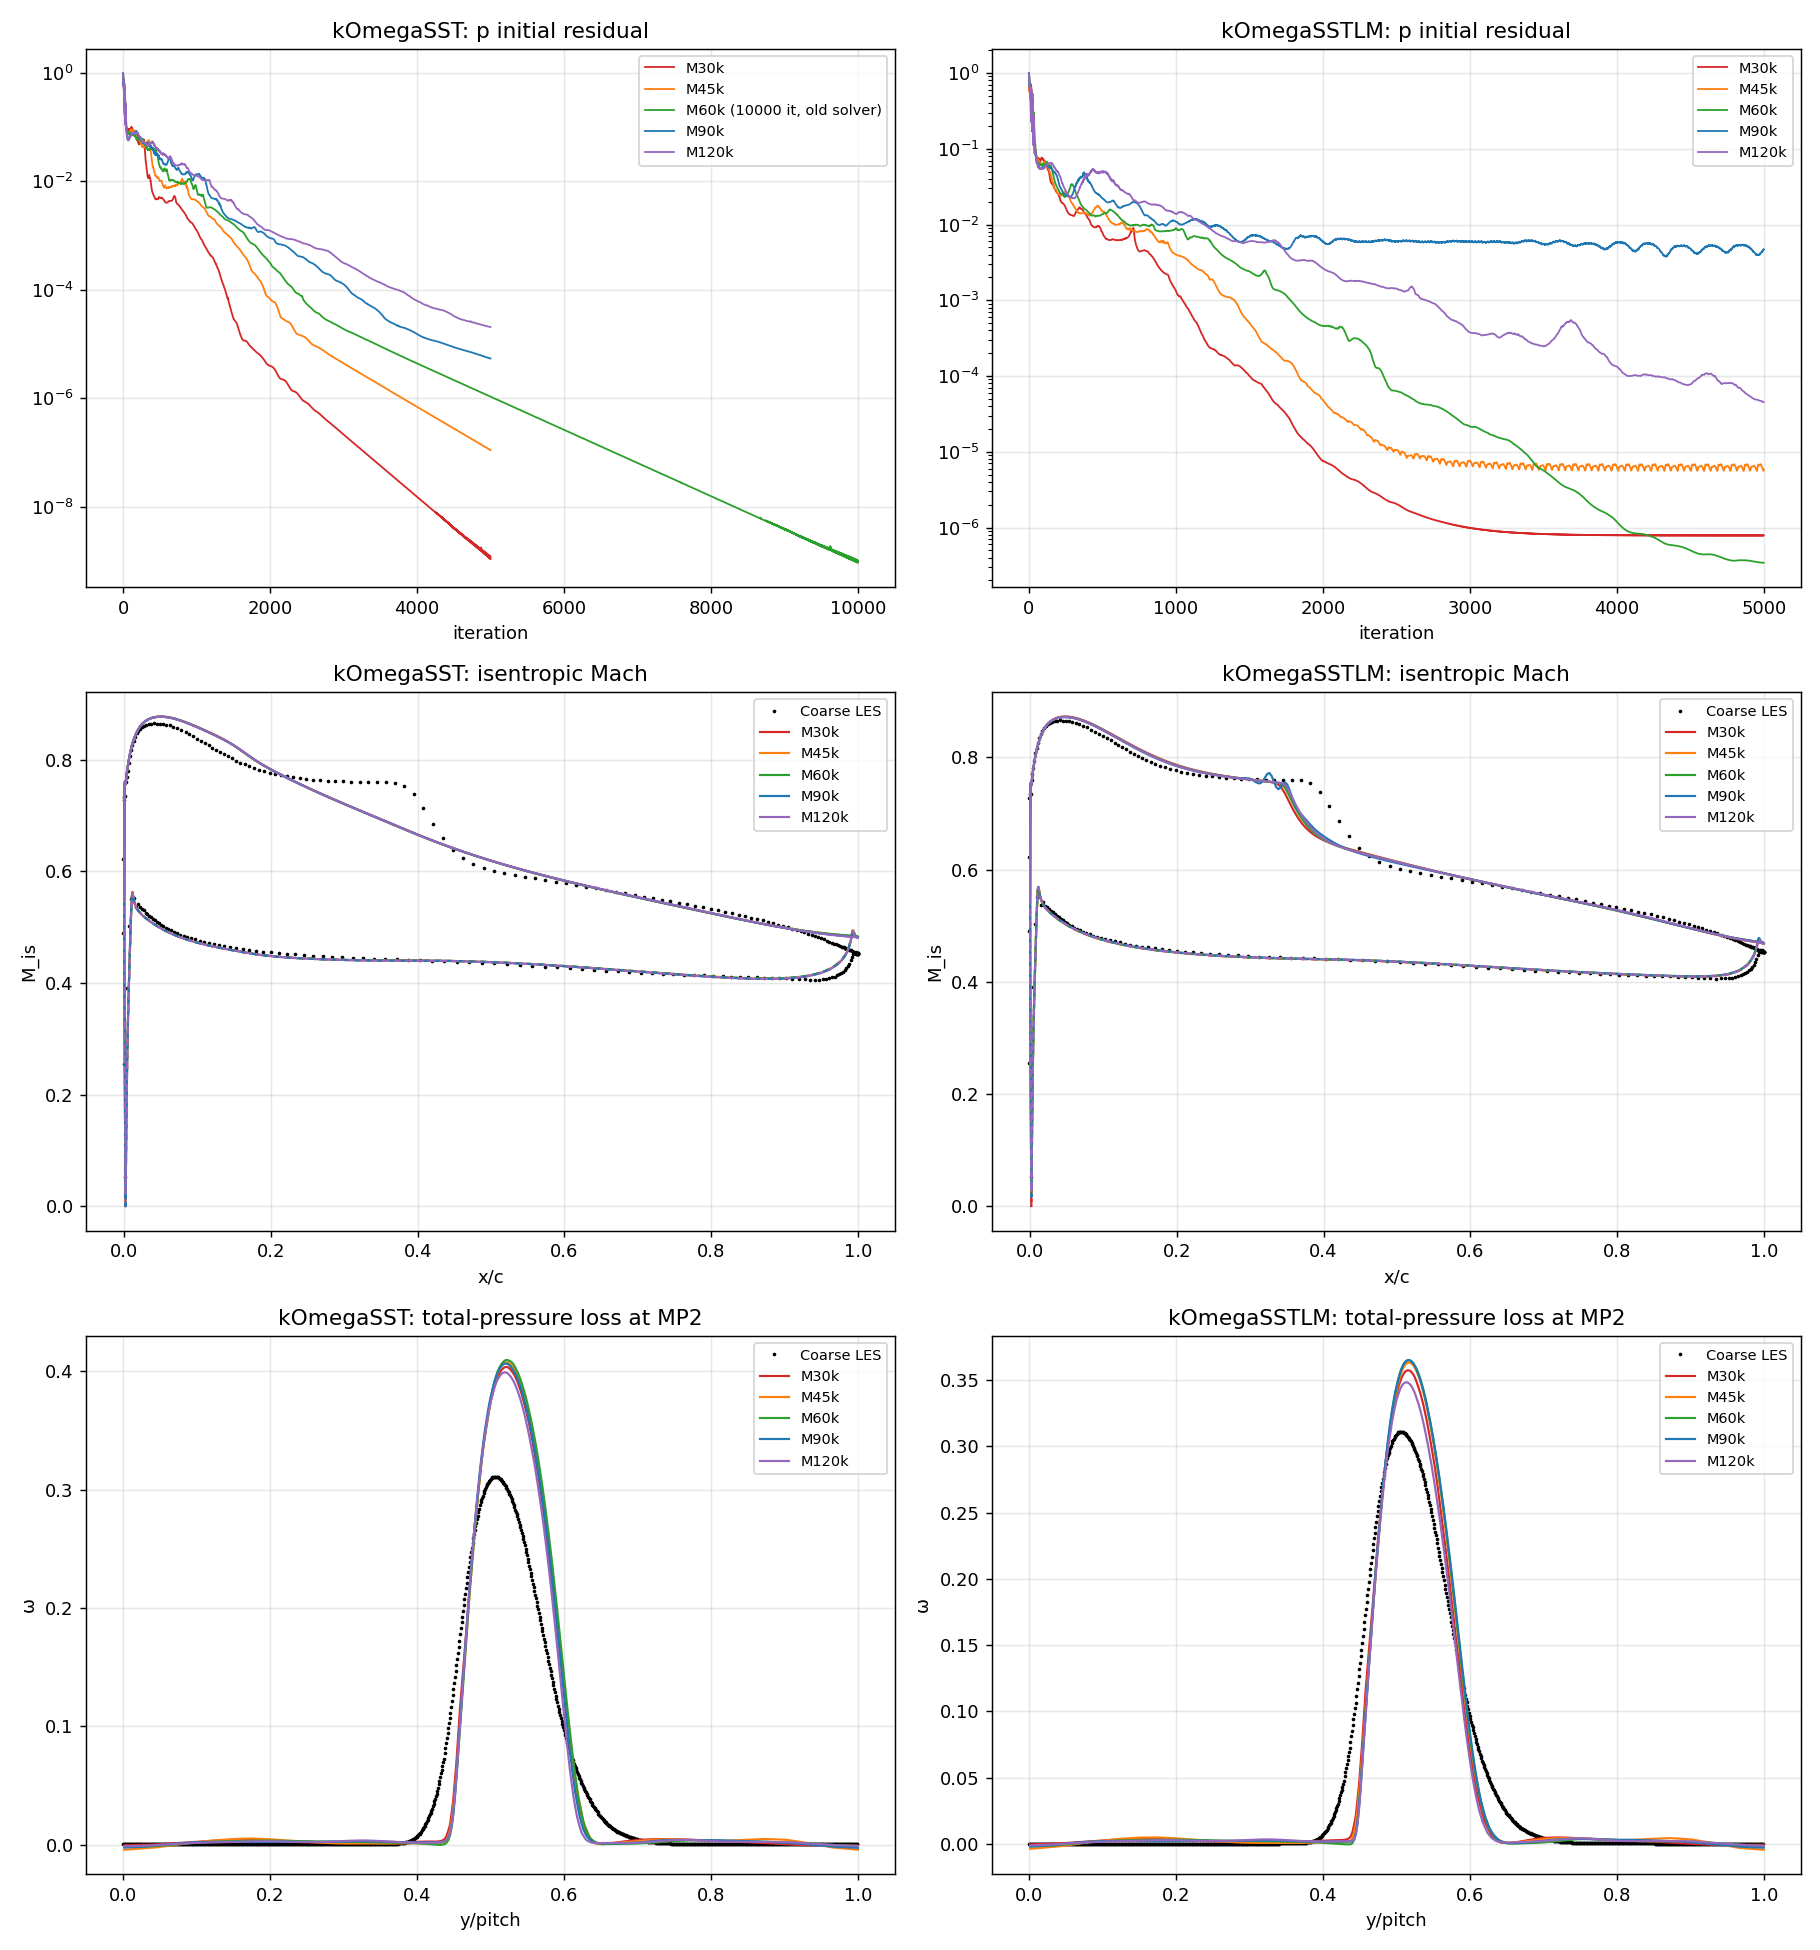 kOmegaSST: p initial residual
10^0
10^-2
10^-4
10^-6
10^-8
M30k
M45k
M60k (10000 it, old solver)
M90k
M120k
0 2000 4000 6000 8000 10000
iteration
kOmegaSSTLM: p initial residual
10^0
10^-1
10^-2
10^-3
10^-4
10^-5
10^-6
M30k
M45k
M60k
M90k
M120k
0 1000 2000 3000 4000 5000
iteration
kOmegaSST: isentropic Mach
M_is
0.8
0.6
0.4
0.2
0.0
Coarse LES
M30k
M45k
M60k
M90k
M120k
0.0 0.2 0.4 0.6 0.8 1.0
x/c
kOmegaSSTLM: isentropic Mach
M_is
0.8
0.6
0.4
0.2
0.0
Coarse LES
M30k
M45k
M60k
M90k
M120k
0.0 0.2 0.4 0.6 0.8 1.0
x/c
kOmegaSST: total-pressure loss at MP2
ω
0.4
0.3
0.2
0.1
0.0
Coarse LES
M30k
M45k
M60k
M90k
M120k
0.0 0.2 0.4 0.6 0.8 1.0
y/pitch
kOmegaSSTLM: total-pressure loss at MP2
ω
0.35
0.30
0.25
0.20
0.15
0.10
0.05
0.00
Coarse LES
M30k
M45k
M60k
M90k
M120k
0.0 0.2 0.4 0.6 0.8 1.0
y/pitch